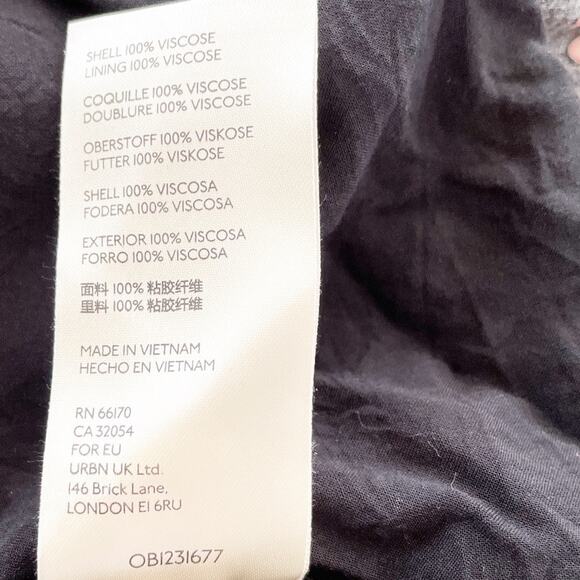 SHELL 100% VISCOSE
LINING 100% VISCOSE
COQUILLE 100% VISCOSE
DOUBLURE 100% VISCOSE
OBERSTOFF 100% VISKOSE
FUTTER 100% VISKOSE
SHELL 100% VISCOSA
FODERA 100% VISCOSA
EXTERIOR 100% VISCOSA
FORRO 100% VISCOSA
面料 100% 粘胶纤维
里料 100% 粘胶纤维
MADE IN VIETNAM
HECHO EN VIETNAM
RN 66170
CA 32054
FOR EU
URBN UK Ltd.
146 Brick Lane,
LONDON E1 6RU
OB1231677